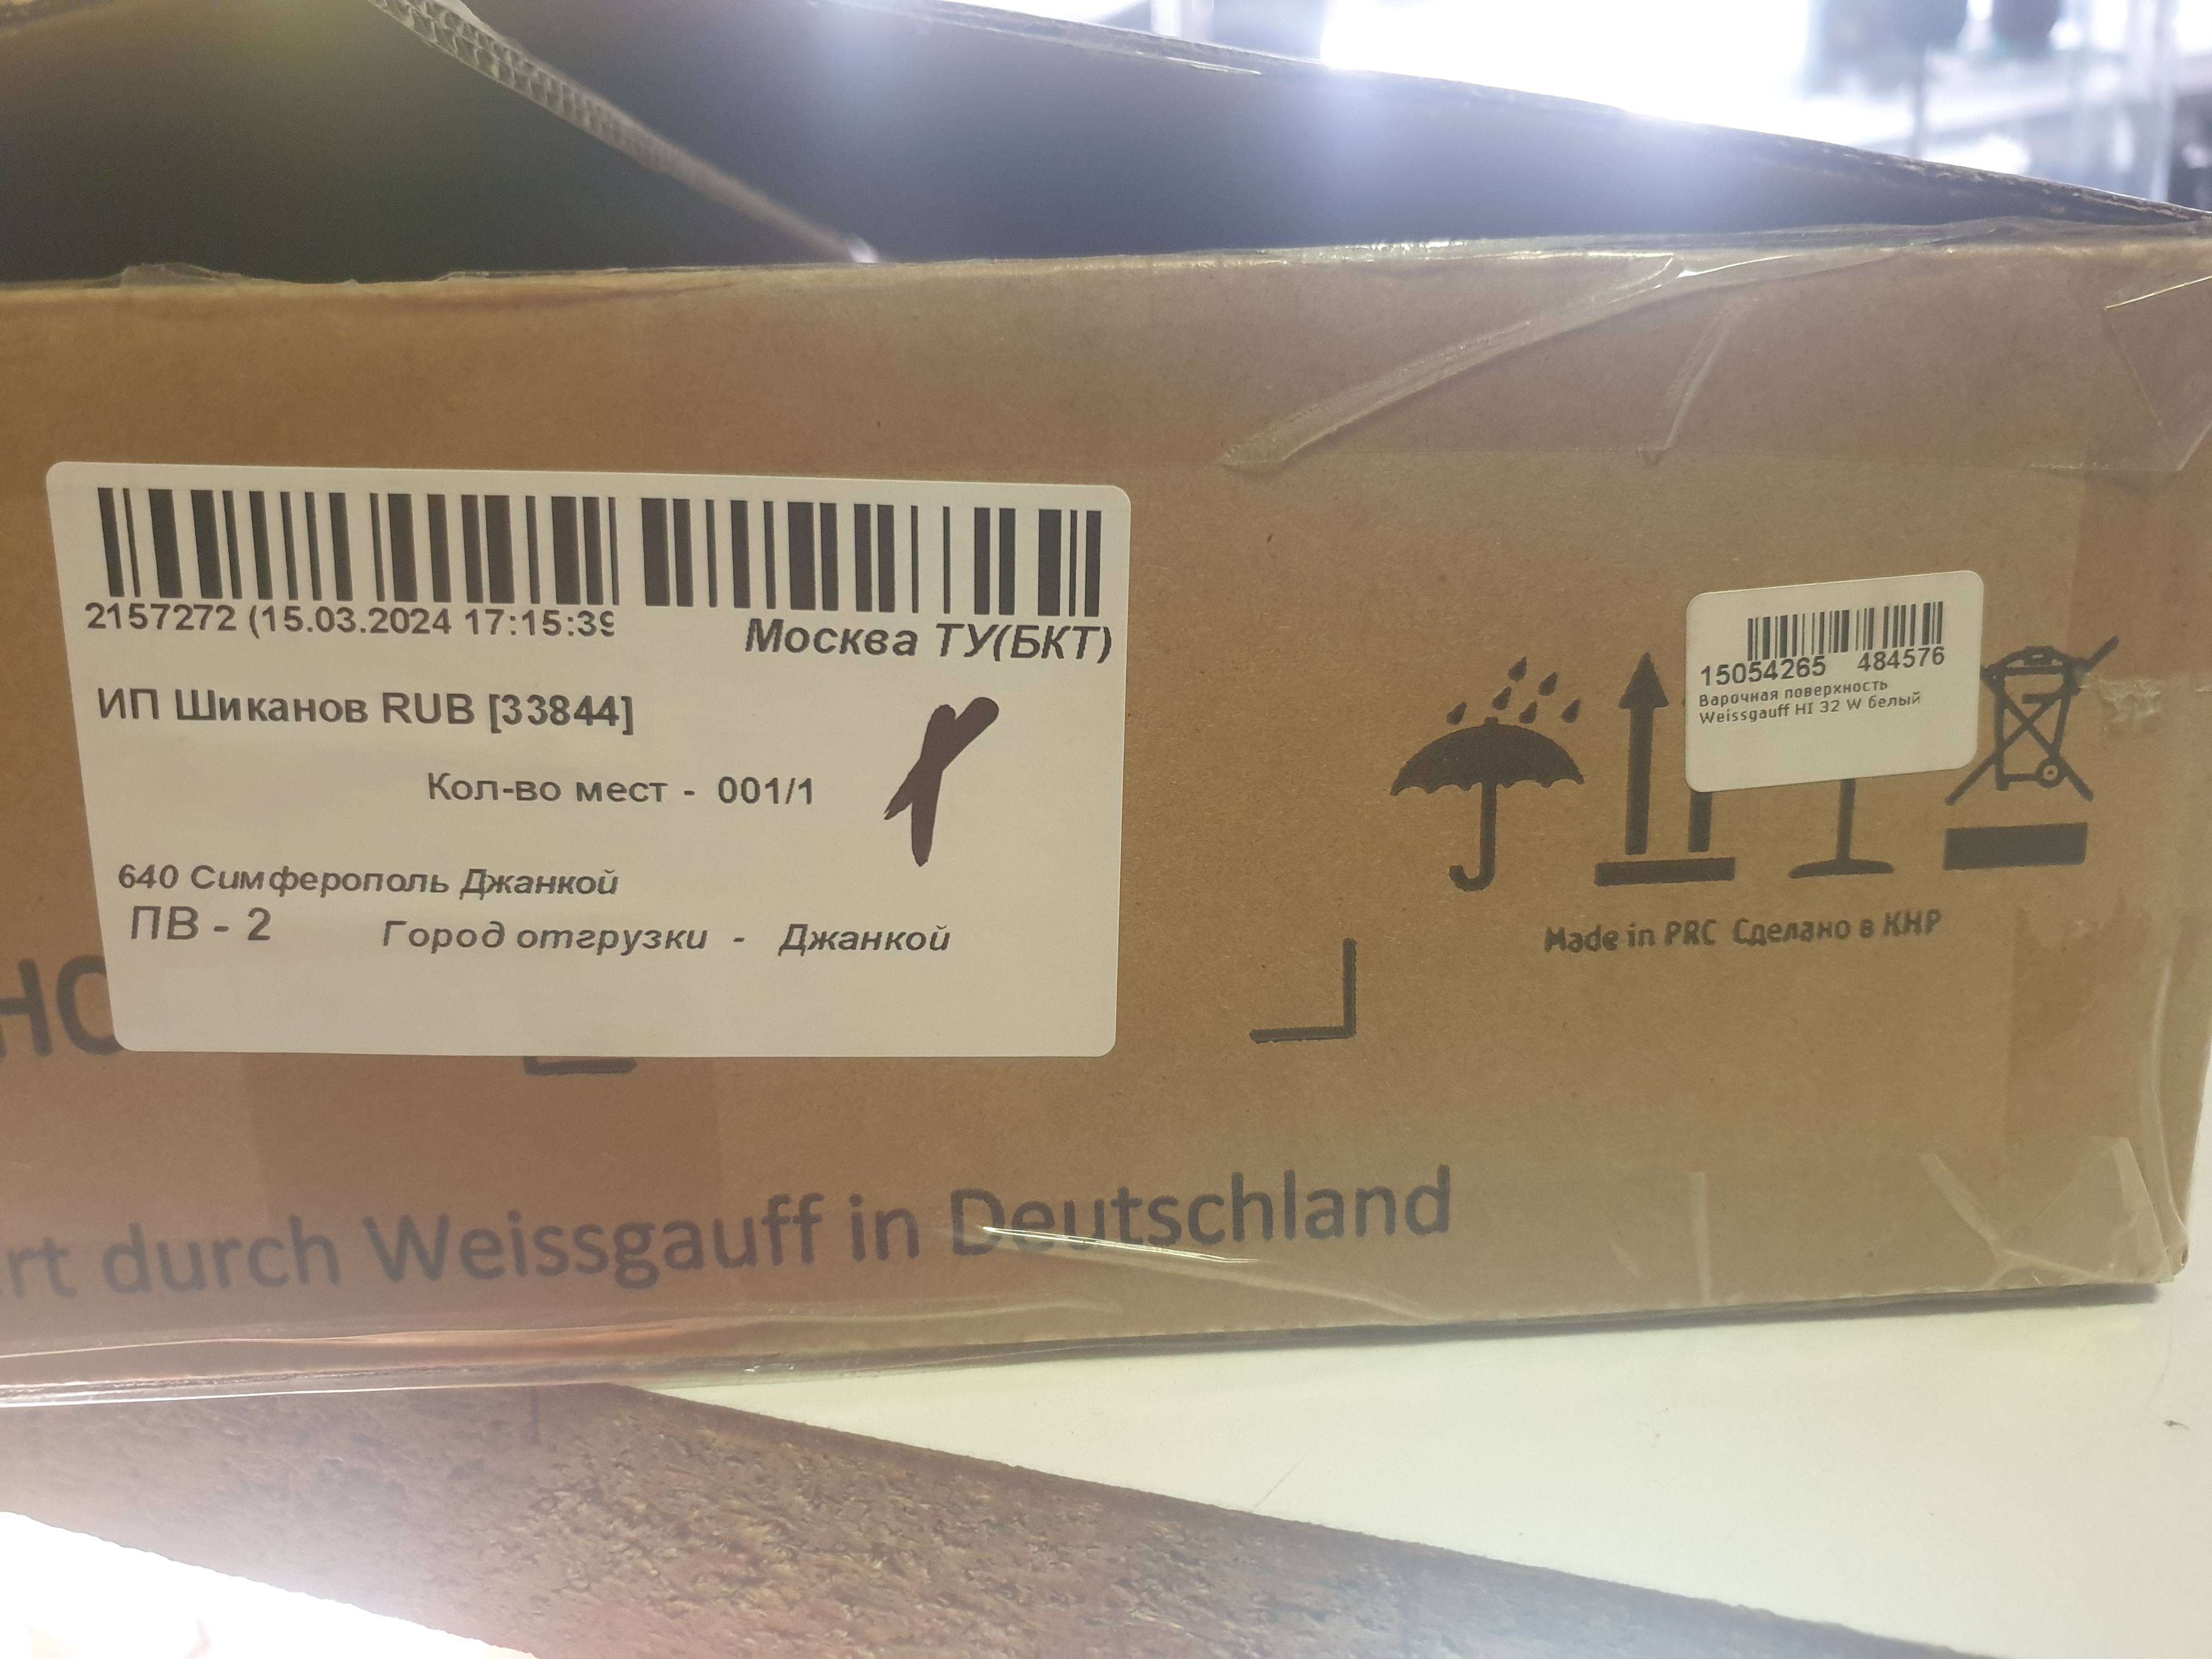 2157272 (15.03.2024 17:15:39
Москва ТУ(БКТ)
ИП Шиканов RUB [33844]
Кол-во мест - 001/1
640 Симферополь Джанкой
ПВ - 2
Город отгрузки - Джанкой
15054265 484576
Варочная поверхность
Weissgauff HI 32 W белый
Made in PRC Сделано в КНР
rt durch Weissgauff in Deutschland